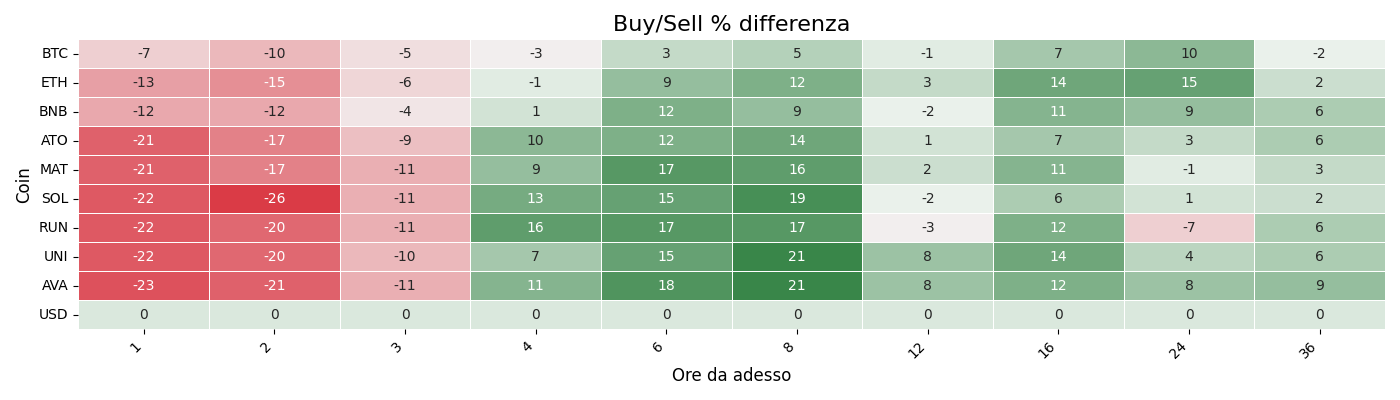 Buy/Sell % differenza
Coin
BTC -7 -10 -5 -3 3 5 -1 7 10 -2
ETH -13 -15 -6 -1 9 12 3 14 15 2
BNB -12 -12 -4 1 12 9 -2 11 9 6
ATO -21 -17 -9 10 12 14 1 7 3 6
MAT -21 -17 -11 9 17 16 2 11 -1 3
SOL -22 -26 -11 13 15 19 -2 6 1 2
RUN -22 -20 -11 16 17 17 -3 12 -7 6
UNI -22 -20 -10 7 15 21 8 14 4 6
AVA -23 -21 -11 11 18 21 8 12 8 9
USD 0 0 0 0 0 0 0 0 0 0
1 2 3 4 6 8 12 16 24 36
Ore da adesso